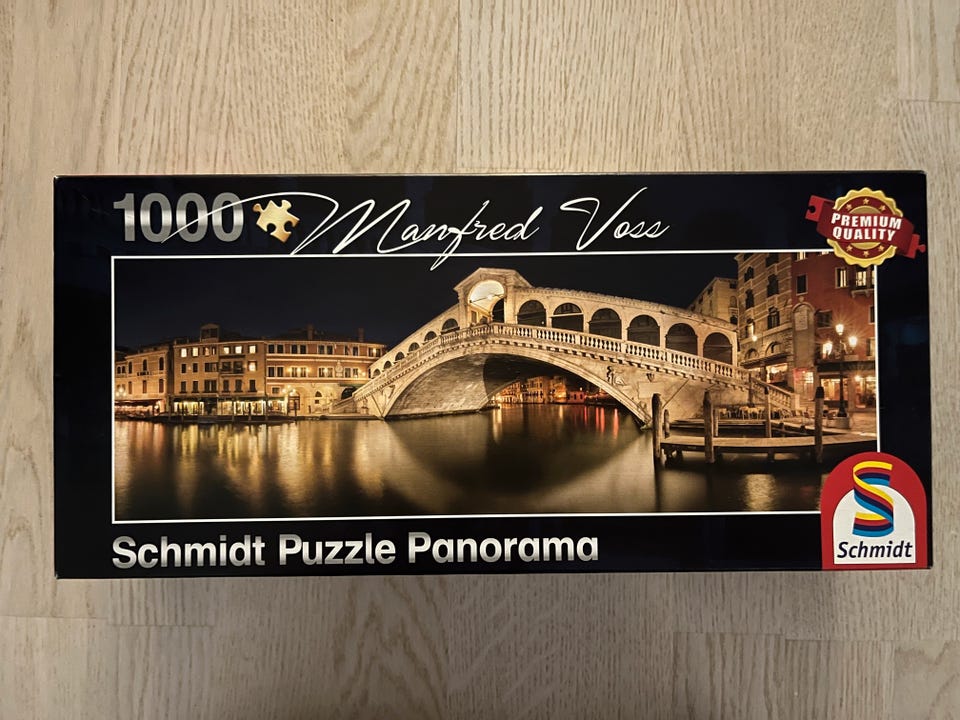 1000 Manfred Voss
PREMIUM
QUALITY
Schmidt Puzzle Panorama
Schmidt